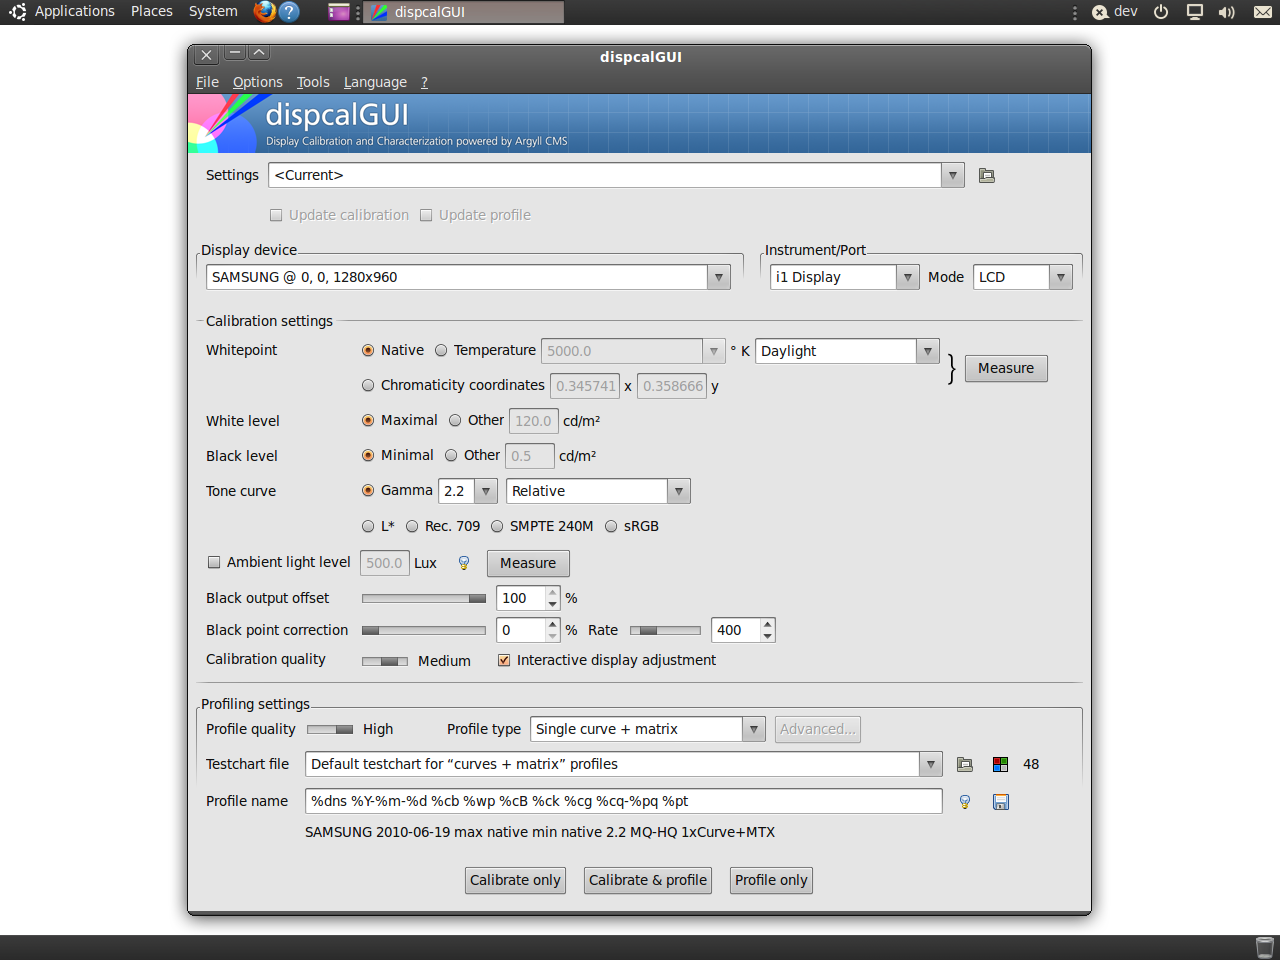 Applications Places System dispcalGUI dev
dispcalGUI
File Options Tools Language ?
dispcalGUI
Display Calibration and Characterization powered by Argyll CMS
Settings <Current>
Update calibration Update profile
Display device Instrument/Port
SAMSUNG @ 0, 0, 1280x960 i1 Display Mode LCD
Calibration settings
Whitepoint Native Temperature 5000.0 ° K Daylight } Measure
Chromaticity coordinates 0.345741 x 0.358666 y
White level Maximal Other 120.0 cd/m²
Black level Minimal Other 0.5 cd/m²
Tone curve Gamma 2.2 Relative
L* Rec. 709 SMPTE 240M sRGB
Ambient light level 500.0 Lux Measure
Black output offset 100 %
Black point correction 0 % Rate 400
Calibration quality Medium Interactive display adjustment
Profiling settings
Profile quality High Profile type Single curve + matrix Advanced...
Testchart file Default testchart for “curves + matrix” profiles 48
Profile name %dns %Y-%m-%d %cb %wp %cB %ck %cg %cq-%pq %pt
SAMSUNG 2010-06-19 max native min native 2.2 MQ-HQ 1xCurve+MTX
Calibrate only Calibrate & profile Profile only